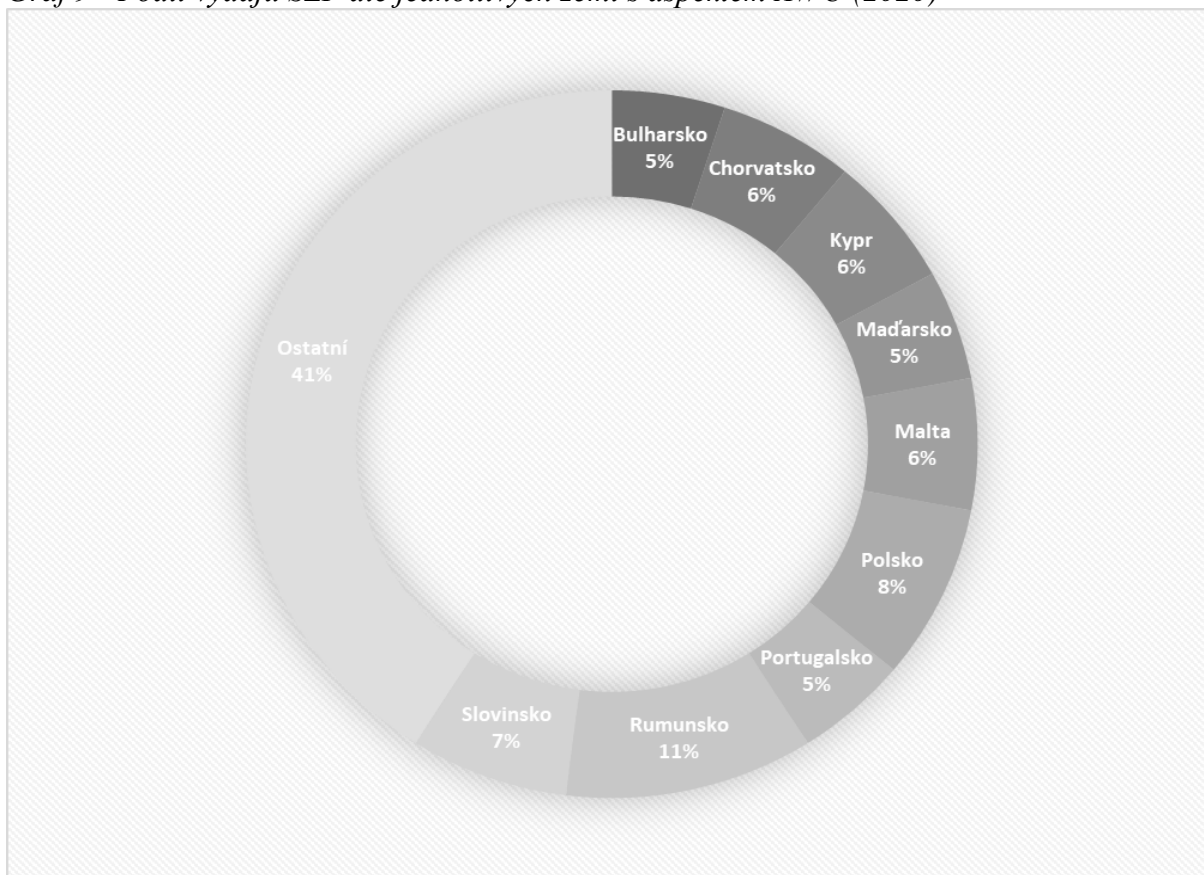 Bulharsko
5%
Chorvatsko
6%
Kypr
6%
Maďarsko
5%
Malta
6%
Polsko
8%
Portugalsko
5%
Rumunsko
11%
Slovinsko
7%
Ostatní
41%